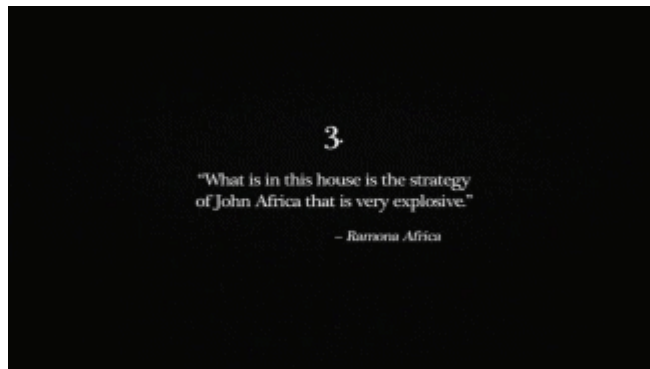 3.
“What is in this house is the strategy
of John Africa that is very explosive.”
– Ramona Africa